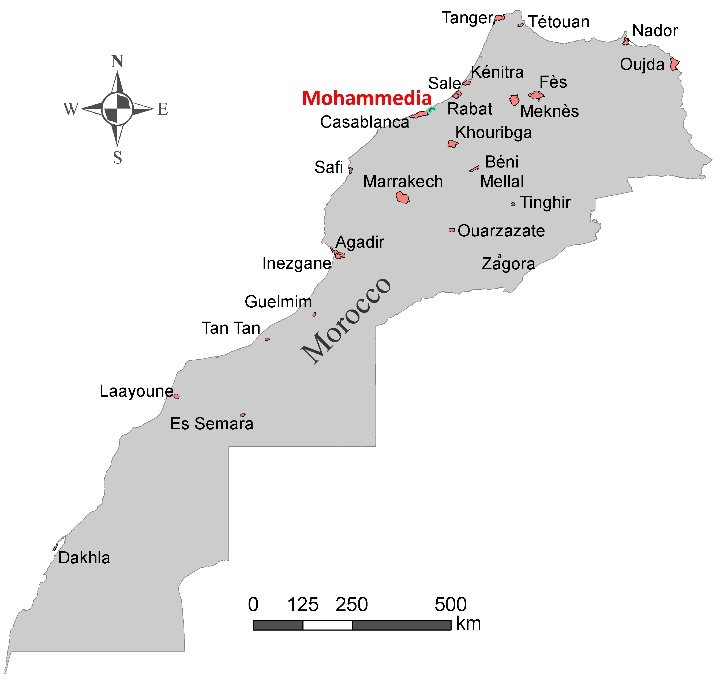 Tanger
Tétouan
Nador
Oujda
N
W E
S
Kénitra
Sale
Fès
Mohammedia
Rabat
Meknès
Casablanca
Khouribga
Safi
Béni
Mellal
Marrakech
Tinghir
Ouarzazate
Agadir
Inezgane
Zagora
Guelmim
Morocco
Tan Tan
Laayoune
Es Semara
Dakhla
0 125 250 500
km